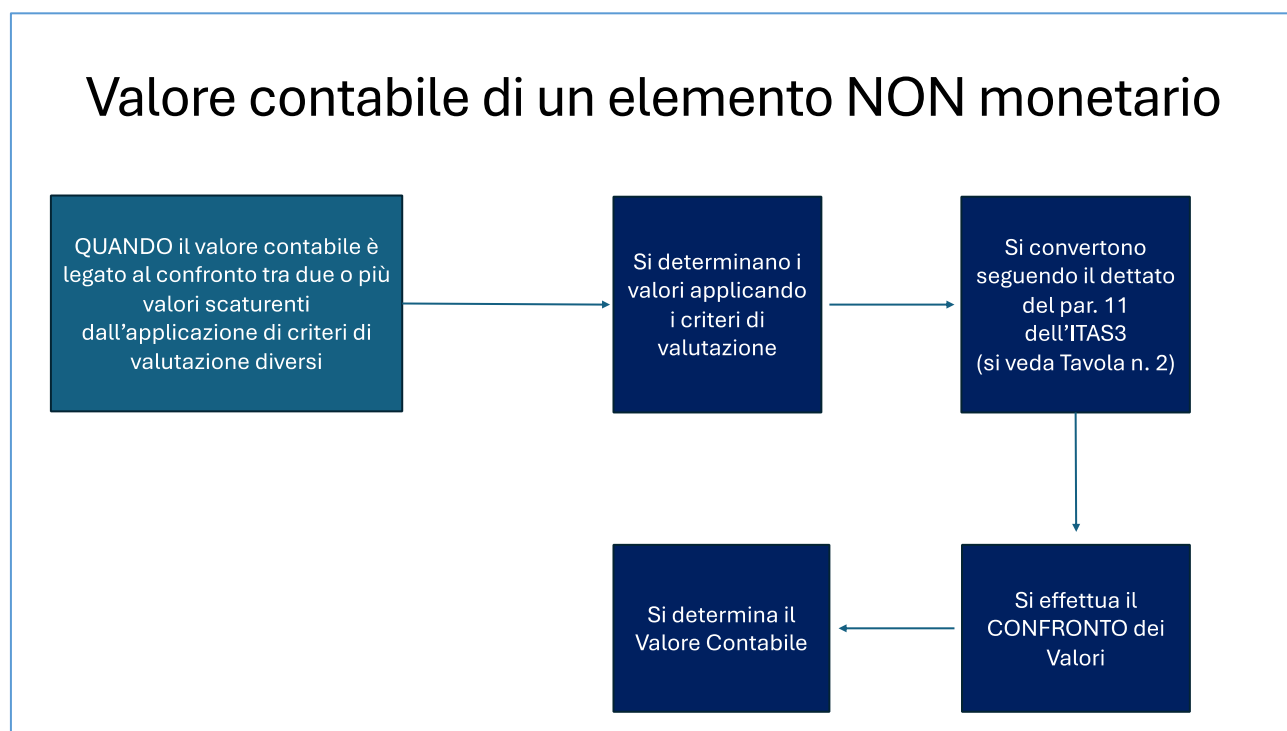 Valore contabile di un elemento NON monetario
QUANDO il valore contabile è
legato al confronto tra due o più
valori scaturenti
dall’applicazione di criteri di
valutazione diversi
Si determinano i
valori applicando
i criteri di
valutazione
Si convertono
seguendo il dettato
del par. 11
dell’ITAS3
(si veda Tavola n. 2)
Si effettua il
CONFRONTO dei
Valori
Si determina il
Valore Contabile